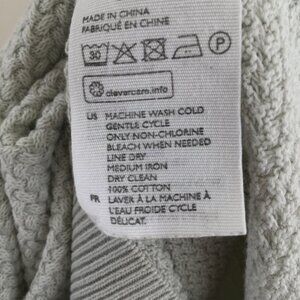 MADE IN CHINA
FABRIQUÉ EN CHINE
30 P
clevercare.info
US MACHINE WASH COLD
GENTLE CYCLE
ONLY NON-CHLORINE
BLEACH WHEN NEEDED
LINE DRY
MEDIUM IRON
DRY CLEAN
100% COTTON
FR LAVER À LA MACHINE À
L'EAU FROIDE CYCLE
DÉLICAT.